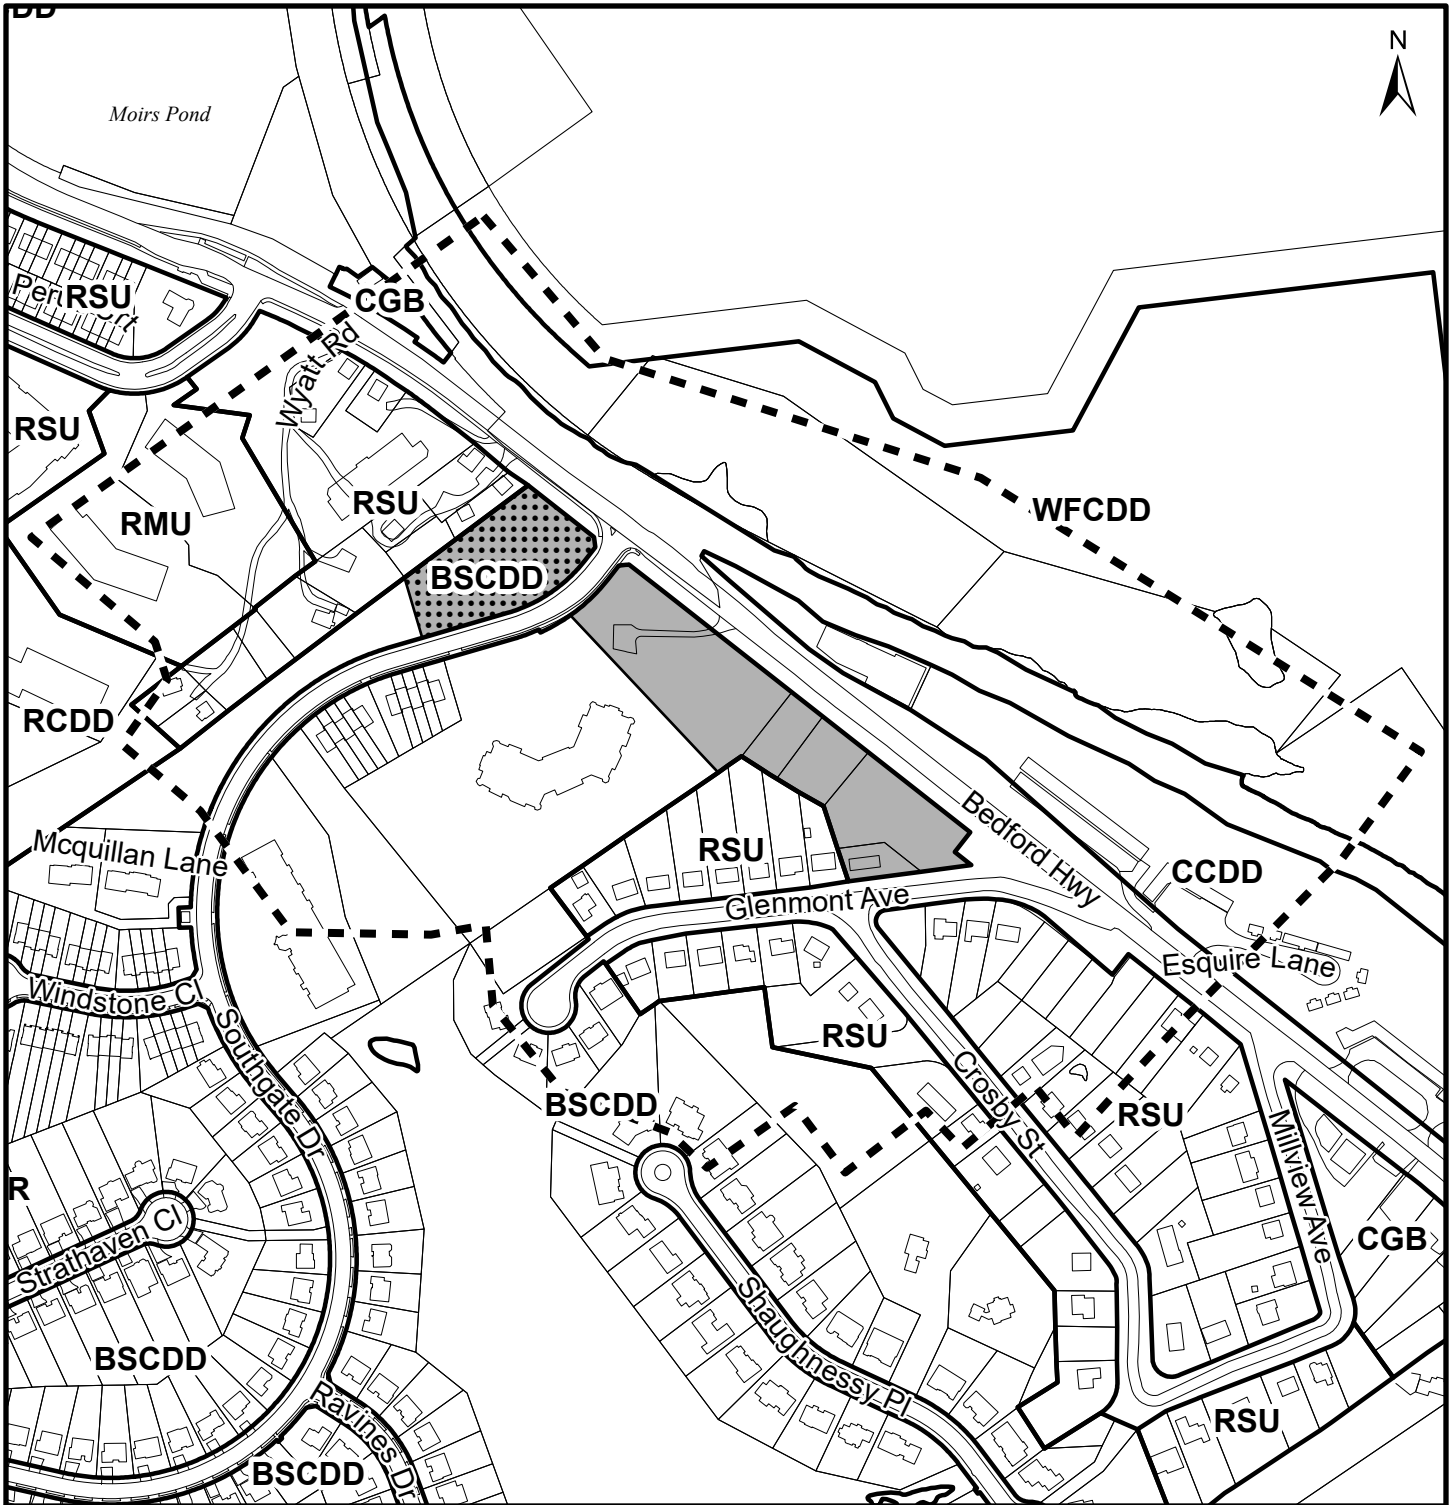 DD
N
Moirs Pond
RSU
CGB
Wyatt Rd
RSU
RSU
RMU
WFCDD
BSCDD
RCDD
Mcquillan Lane
RSU
Bedford Hwy
CCDD
Glenmont Ave
Esquire Lane
Windstone Cl
Southgate Dr
RSU
Crosby St
BSCDD
RSU
Millview Ave
R
Strathaven Cl
CGB
Shaughnessy Pl
BSCDD
Ravines Dr
RSU
BSCDD